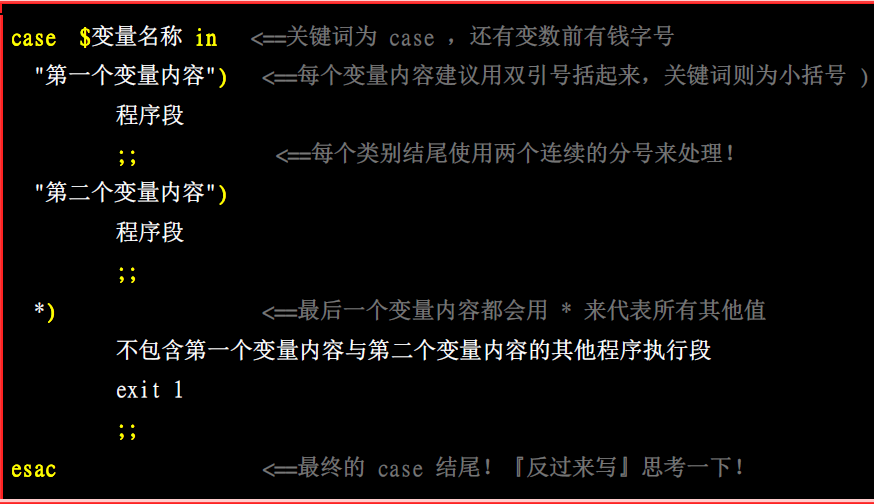 case $变量名称 in <==关键词为 case ，还有变数前有钱字号
"第一个变量内容") <==每个变量内容建议用双引号括起来，关键词则为小括号 )
程序段
;; <==每个类别结尾使用两个连续的分号来处理！
"第二个变量内容")
程序段
;;
*) <==最后一个变量内容都会用 * 来代表所有其他值
不包含第一个变量内容与第二个变量内容的其他程序执行段
exit 1
;;
esac <==最终的 case 结尾！『反过来写』思考一下！